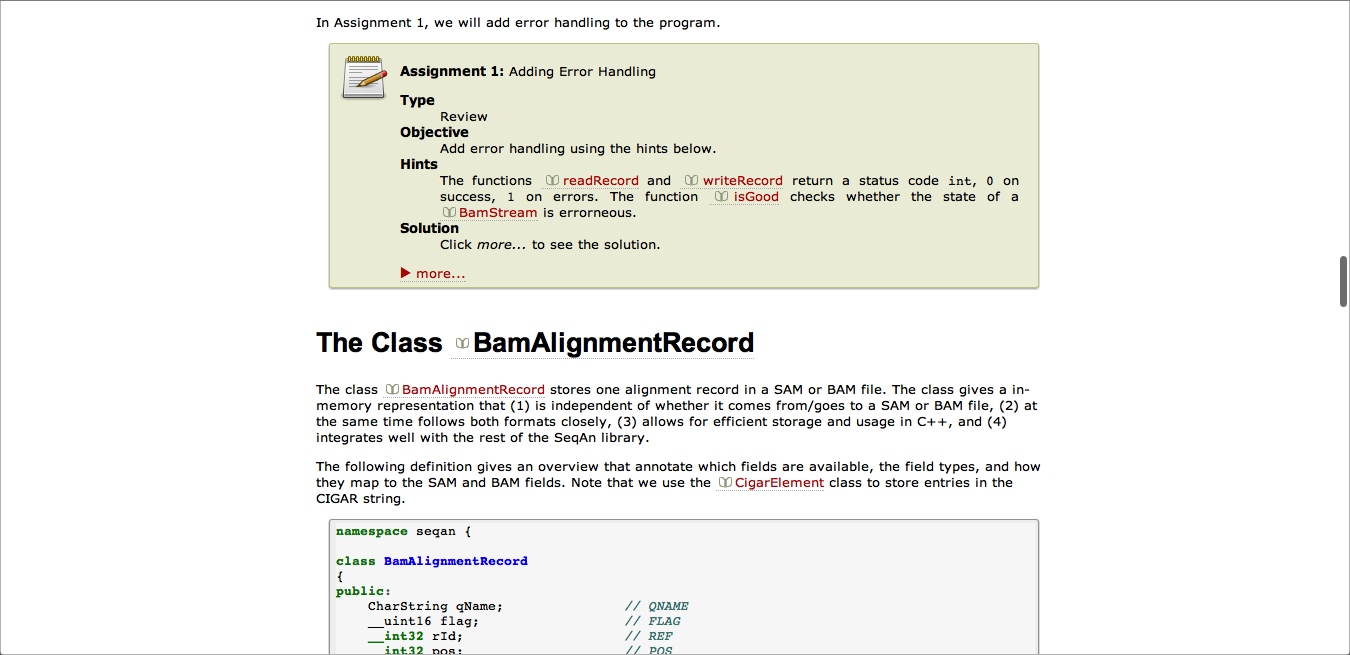 In Assignment 1, we will add error handling to the program.
Assignment 1: Adding Error Handling
Type
Review
Objective
Add error handling using the hints below.
Hints
The functions readRecord and writeRecord return a status code int, 0 on
success, 1 on errors. The function isGood checks whether the state of a
BamStream is errorneous.
Solution
Click more... to see the solution.
more...
The Class BamAlignmentRecord
The class BamAlignmentRecord stores one alignment record in a SAM or BAM file. The class gives a in-
memory representation that (1) is independent of whether it comes from/goes to a SAM or BAM file, (2) at
the same time follows both formats closely, (3) allows for efficient storage and usage in C++, and (4)
integrates well with the rest of the SeqAn library.
The following definition gives an overview that annotate which fields are available, the field types, and how
they map to the SAM and BAM fields. Note that we use the CigarElement class to store entries in the
CIGAR string.
namespace seqan {
class BamAlignmentRecord
{
public:
CharString qName; // QNAME
__uint16 flag; // FLAG
__int32 rId; // REF
__int32 pos; // POS